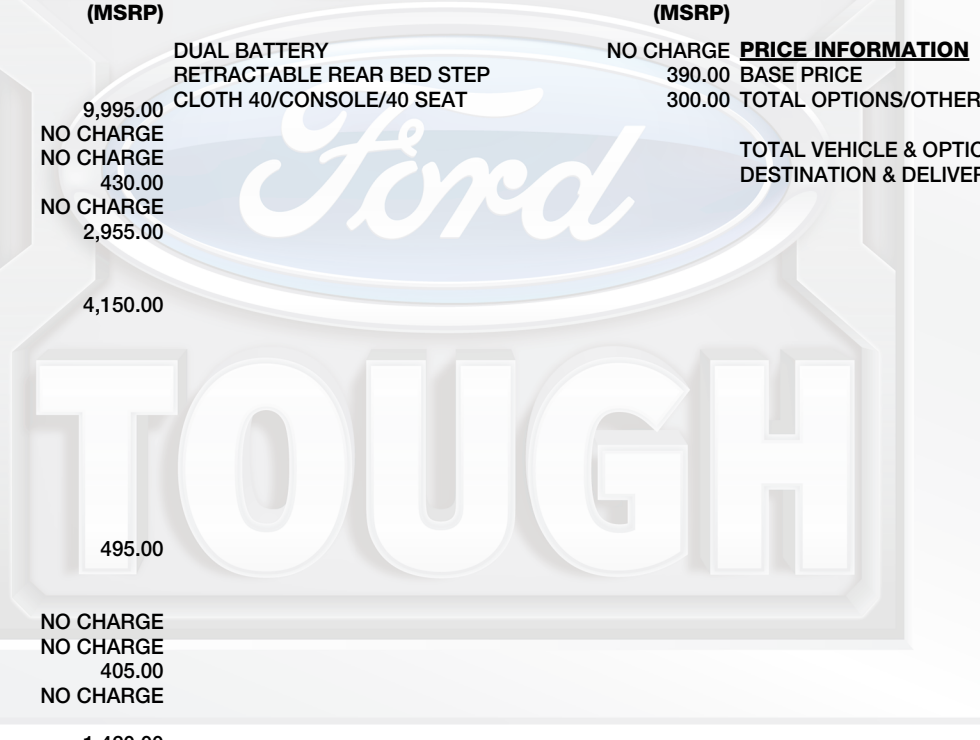 (MSRP) (MSRP)
DUAL BATTERY NO CHARGE PRICE INFORMATION
RETRACTABLE REAR BED STEP 390.00 BASE PRICE
9,995.00 CLOTH 40/CONSOLE/40 SEAT 300.00 TOTAL OPTIONS/OTHER
NO CHARGE
TOTAL VEHICLE &
NO CHARGE
DESTINATION &
430.00
NO CHARGE
2,955.00
Ford
4,150.00
TOUGH
495.00
NO CHARGE
NO CHARGE
405.00
NO CHARGE